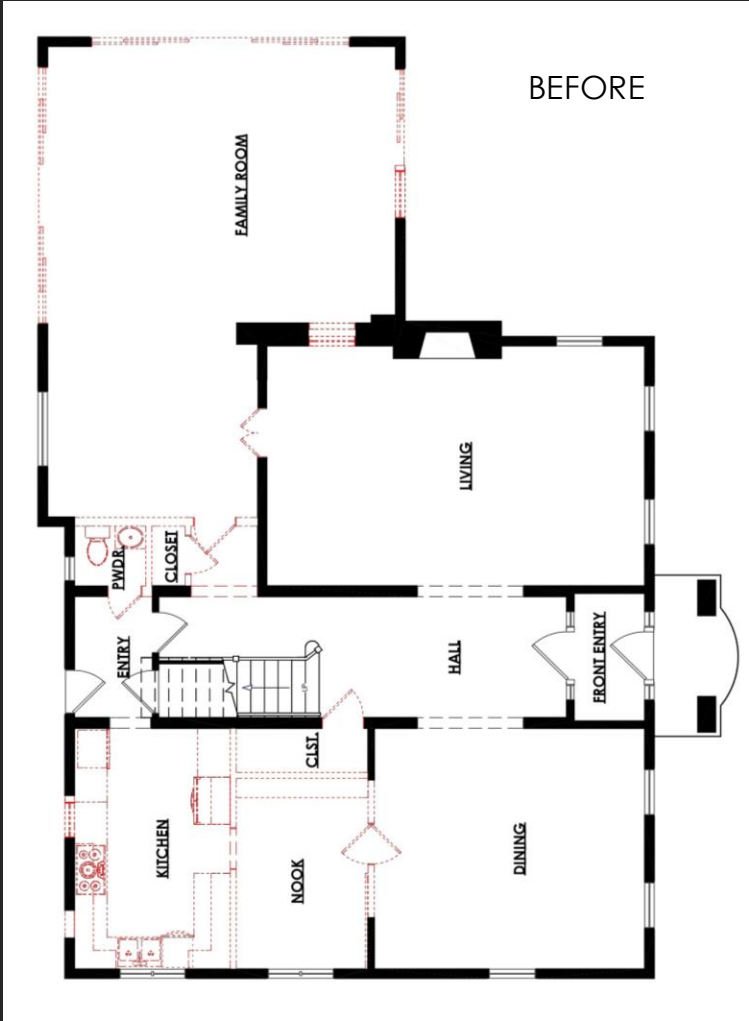 BEFORE
FAMILY ROOM
LIVING
PWDR.
CLOSET
ENTRY
HALL
FRONT ENTRY
UP
CLST.
KITCHEN
NOOK
DINING